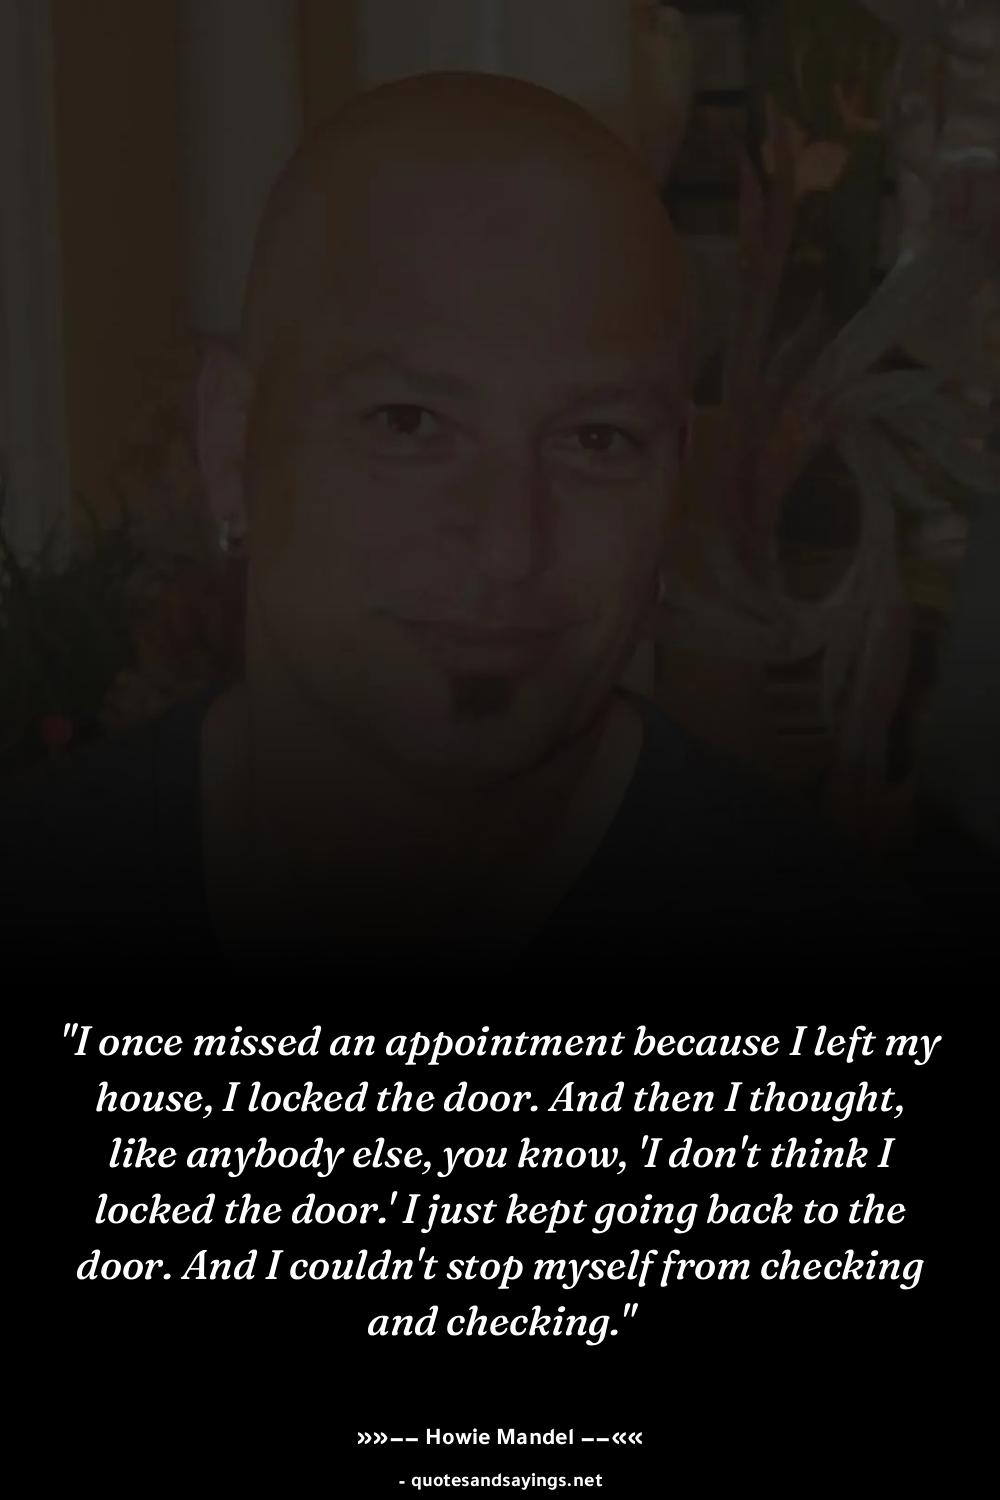 "I once missed an appointment because I left my
house, I locked the door. And then I thought,
like anybody else, you know, 'I don't think I
locked the door.' I just kept going back to the
door. And I couldn't stop myself from checking
and checking."
»»−− Howie Mandel −−««
- quotesandsayings.net